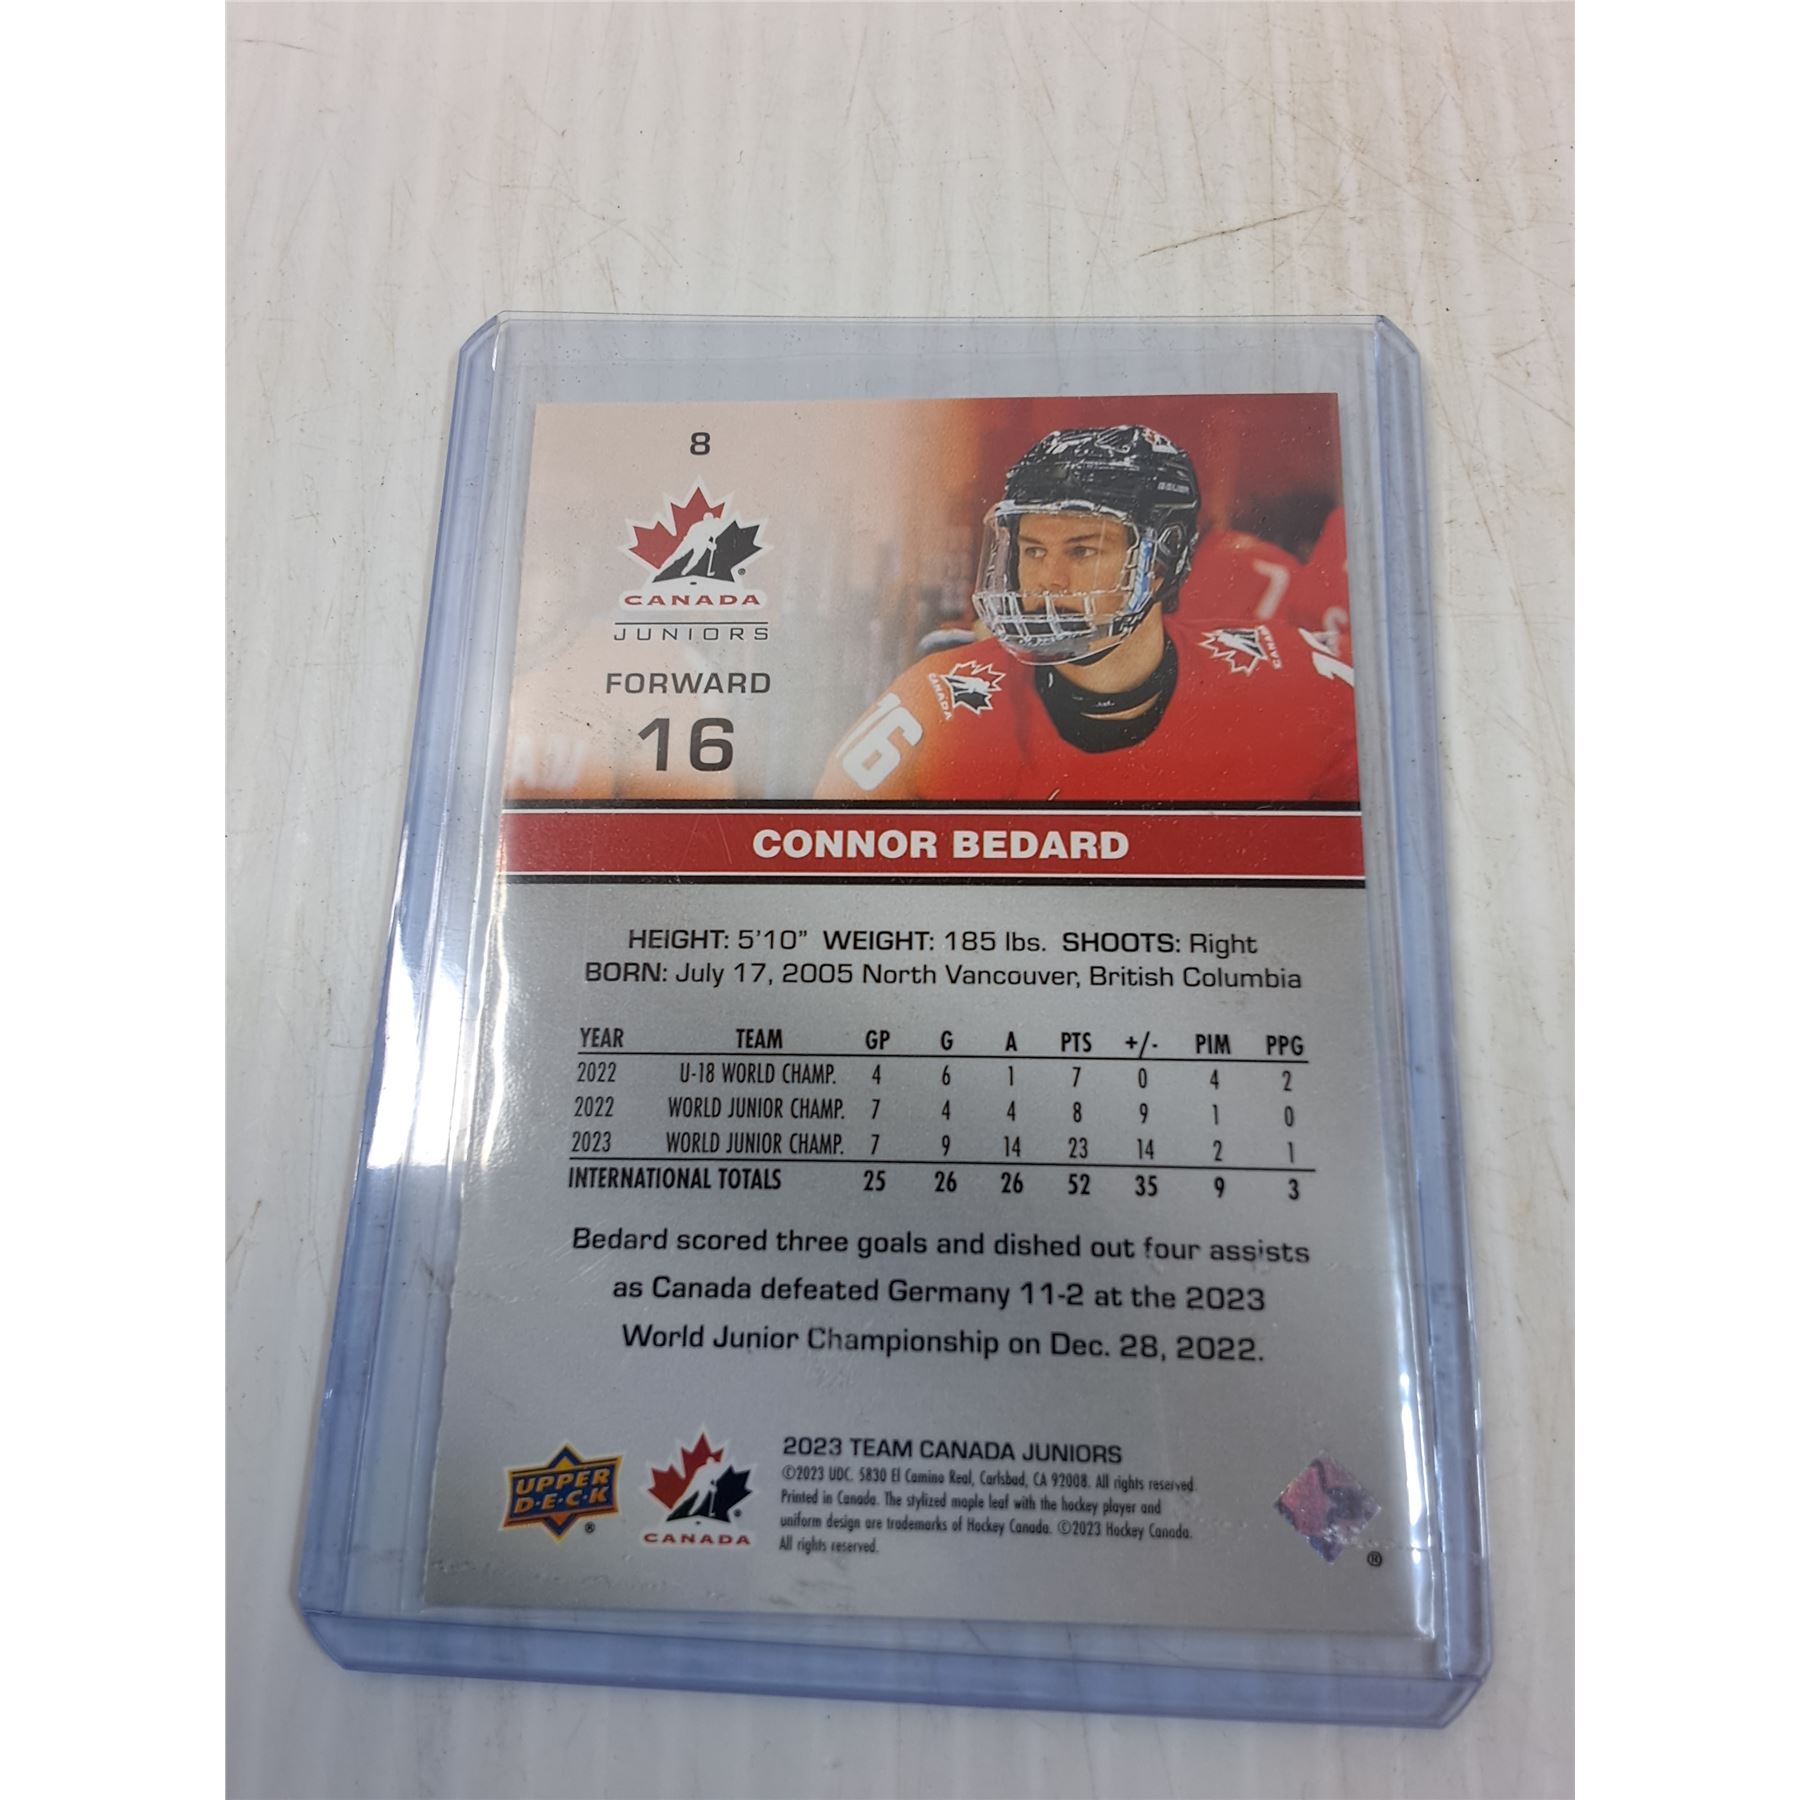 8
CANADA
JUNIORS
FORWARD
16
BAUER
7
CANADA
CANADA
16
CONNOR BEDARD
HEIGHT: 5'10" WEIGHT: 185 lbs. SHOOTS: Right
BORN: July 17, 2005 North Vancouver, British Columbia
YEAR TEAM GP G A PTS +/- PIM PPG
2022 U-18 WORLD CHAMP. 4 6 1 7 0 4 2
2022 WORLD JUNIOR CHAMP. 7 4 4 8 9 1 0
2023 WORLD JUNIOR CHAMP. 7 9 14 23 14 2 1
INTERNATIONAL TOTALS 25 26 26 52 35 9 3
Bedard scored three goals and dished out four assists
as Canada defeated Germany 11-2 at the 2023
World Junior Championship on Dec. 28, 2022.
UPPER
D·E·C·K
®
CANADA
2023 TEAM CANADA JUNIORS
©2023 UDC. 5830 El Camino Real, Carlsbad, CA 92008. All rights reserved.
Printed in Canada. The stylized maple leaf with the hockey player and
uniform design are trademarks of Hockey Canada. ©2023 Hockey Canada.
All rights reserved.
®